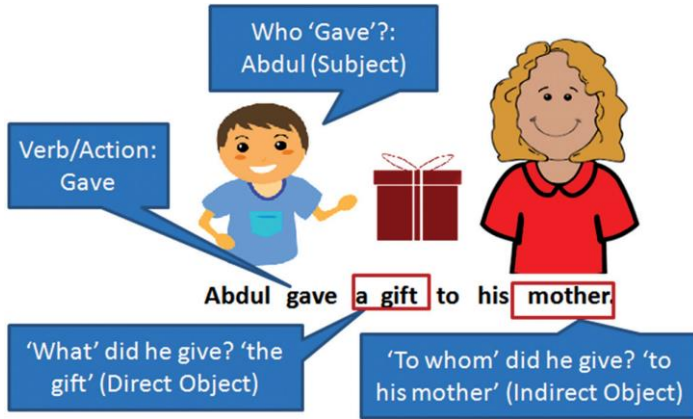 Who ‘Gave’?:
Abdul (Subject)
Verb/Action:
Gave
Abdul gave a gift to his mother.
‘What’ did he give? ‘the
gift’ (Direct Object)
‘To whom’ did he give? ‘to
his mother’ (Indirect Object)